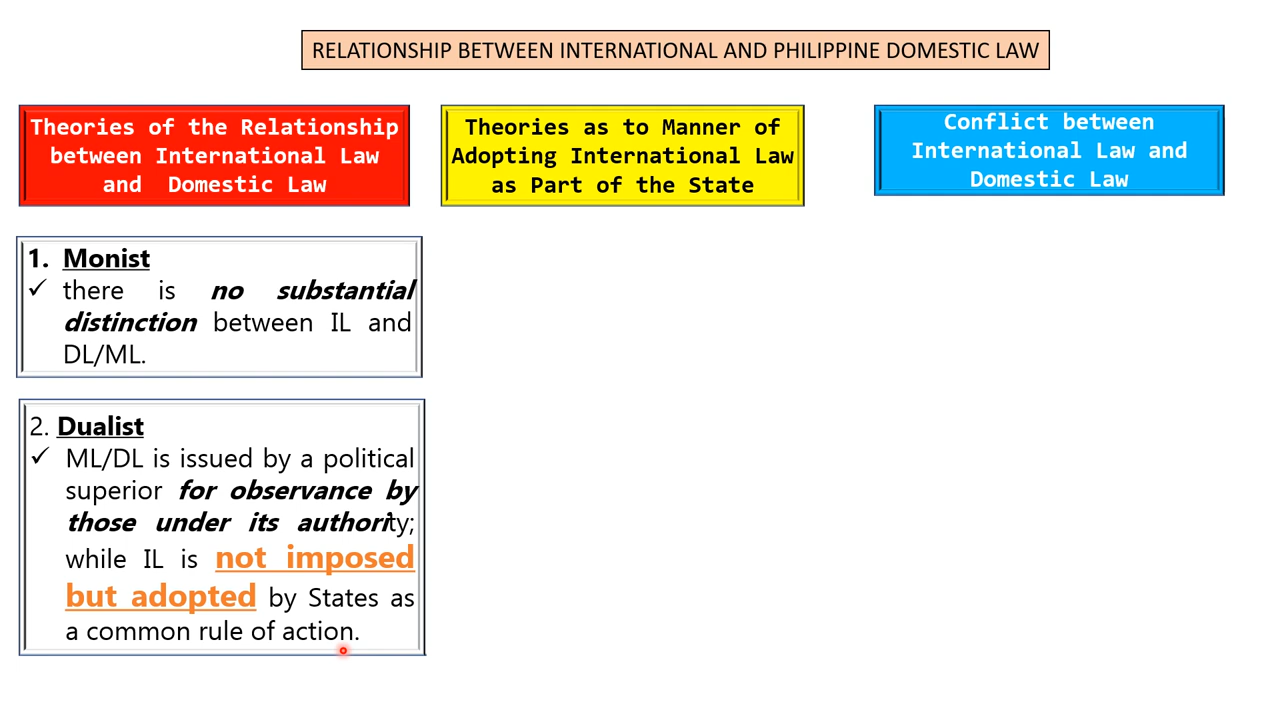 RELATIONSHIP BETWEEN INTERNATIONAL AND PHILIPPINE DOMESTIC LAW
Theories of the Relationship
between International Law
and Domestic Law
Theories as to Manner of
Adopting International Law
as Part of the State
Conflict between
International Law and
Domestic Law
1. Monist
✓ there is no substantial
distinction between IL and
DL/ML.
2. Dualist
✓ ML/DL is issued by a political
superior for observance by
those under its authority;
while IL is not imposed
but adopted by States as
a common rule of action.